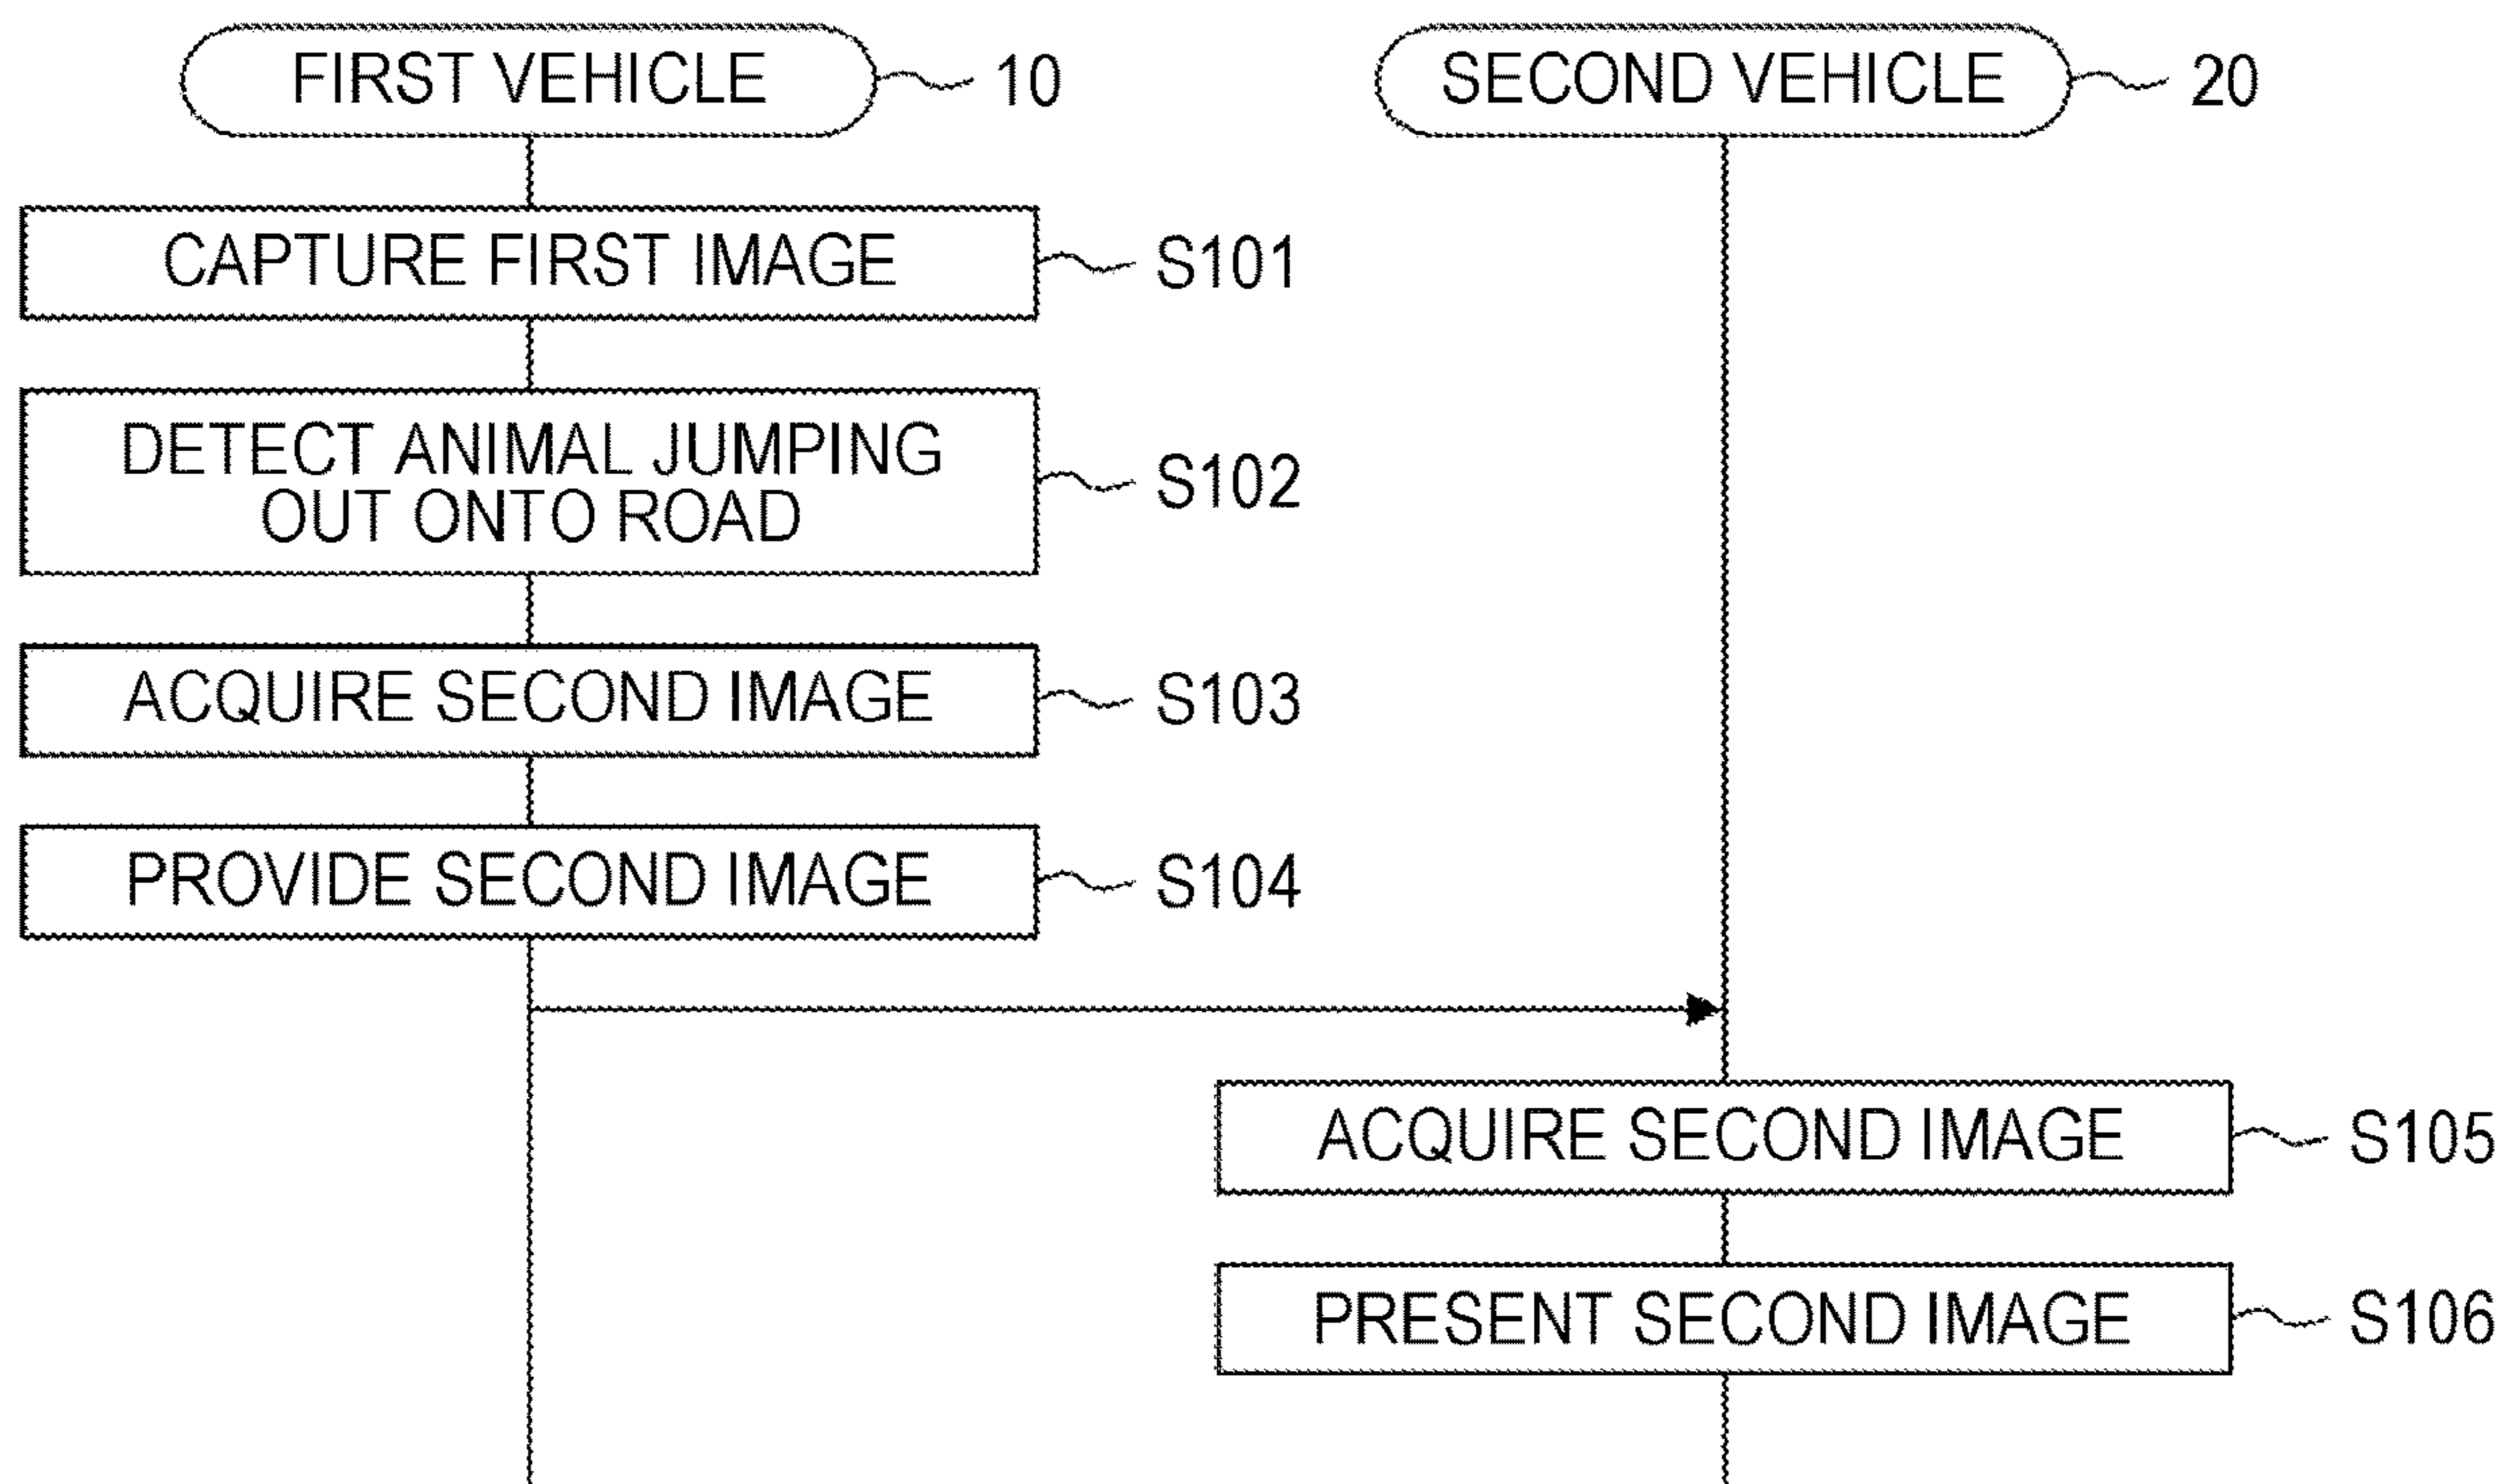 FIRST VEHICLE
10
SECOND VEHICLE
20
CAPTURE FIRST IMAGE
S101
DETECT ANIMAL JUMPING
OUT ONTO ROAD
S102
ACQUIRE SECOND IMAGE
S103
PROVIDE SECOND IMAGE
S104
ACQUIRE SECOND IMAGE
S105
PRESENT SECOND IMAGE
S106